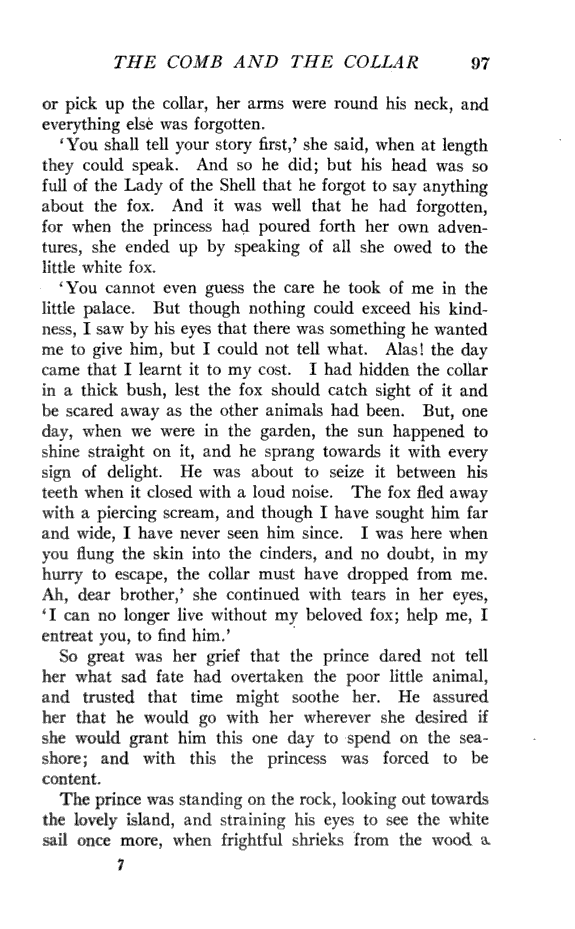 THE COMB AND THE COLLAR 97
or pick up the collar, her arms were round his neck, and
everything else was forgotten.
‘You shall tell your story first,’ she said, when at length
they could speak. And so he did; but his head was so
full of the Lady of the Shell that he forgot to say anything
about the fox. And it was well that he had forgotten,
for when the princess had poured forth her own adven-
tures, she ended up by speaking of all she owed to the
little white fox.
‘You cannot even guess the care he took of me in the
little palace. But though nothing could exceed his kind-
ness, I saw by his eyes that there was something he wanted
me to give him, but I could not tell what. Alas! the day
came that I learnt it to my cost. I had hidden the collar
in a thick bush, lest the fox should catch sight of it and
be scared away as the other animals had been. But, one
day, when we were in the garden, the sun happened to
shine straight on it, and he sprang towards it with every
sign of delight. He was about to seize it between his
teeth when it closed with a loud noise. The fox fled away
with a piercing scream, and though I have sought him far
and wide, I have never seen him since. I was here when
you flung the skin into the cinders, and no doubt, in my
hurry to escape, the collar must have dropped from me.
Ah, dear brother,’ she continued with tears in her eyes,
‘I can no longer live without my beloved fox; help me, I
entreat you, to find him.’
So great was her grief that the prince dared not tell
her what sad fate had overtaken the poor little animal,
and trusted that time might soothe her. He assured
her that he would go with her wherever she desired if
she would grant him this one day to spend on the sea-
shore; and with this the princess was forced to be
content.
The prince was standing on the rock, looking out towards
the lovely island, and straining his eyes to see the white
sail once more, when frightful shrieks from the wood a
7